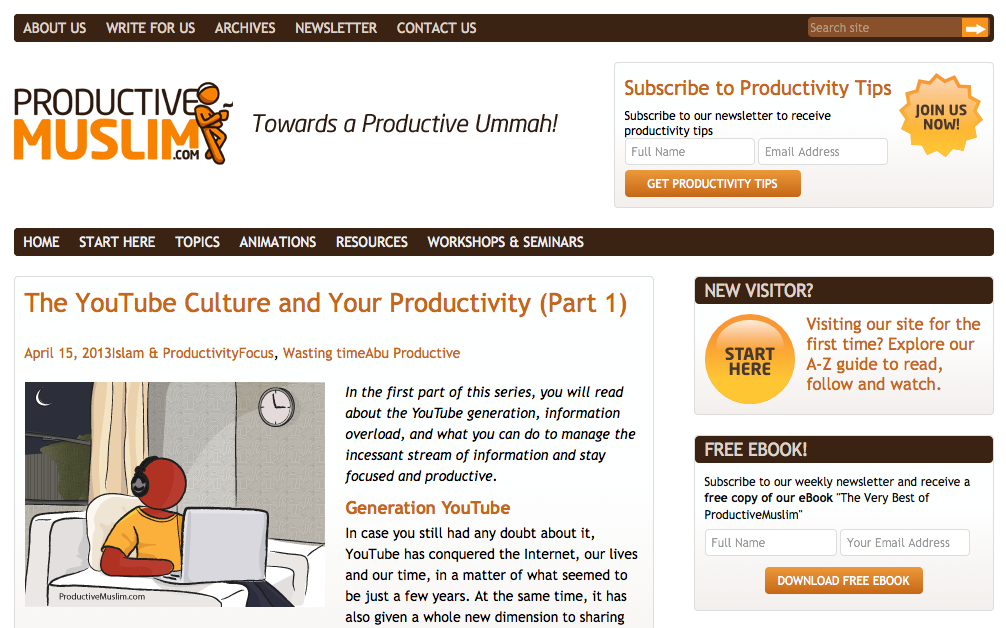 ABOUT US WRITE FOR US ARCHIVES NEWSLETTER CONTACT US
Search site
PRODUCTIVE
MUSLIM
.COM
Towards a Productive Ummah!
Subscribe to Productivity Tips
Subscribe to our newsletter to receive
productivity tips
Full Name Email Address
GET PRODUCTIVITY TIPS
JOIN US
NOW!
HOME START HERE TOPICS ANIMATIONS RESOURCES WORKSHOPS & SEMINARS
The YouTube Culture and Your Productivity (Part 1)
April 15, 2013Islam & ProductivityFocus, Wasting timeAbu Productive
ProductiveMuslim.com
In the first part of this series, you will read
about the YouTube generation, information
overload, and what you can do to manage the
incessant stream of information and stay
focused and productive.
Generation YouTube
In case you still had any doubt about it,
YouTube has conquered the Internet, our lives
and our time, in a matter of what seemed to
be just a few years. At the same time, it has
also given a whole new dimension to sharing
NEW VISITOR?
START
HERE
Visiting our site for the
first time? Explore our
A-Z guide to read,
follow and watch.
FREE EBOOK!
Subscribe to our weekly newsletter and receive a
free copy of our eBook "The Very Best of
ProductiveMuslim"
Full Name Your Email Address
DOWNLOAD FREE EBOOK